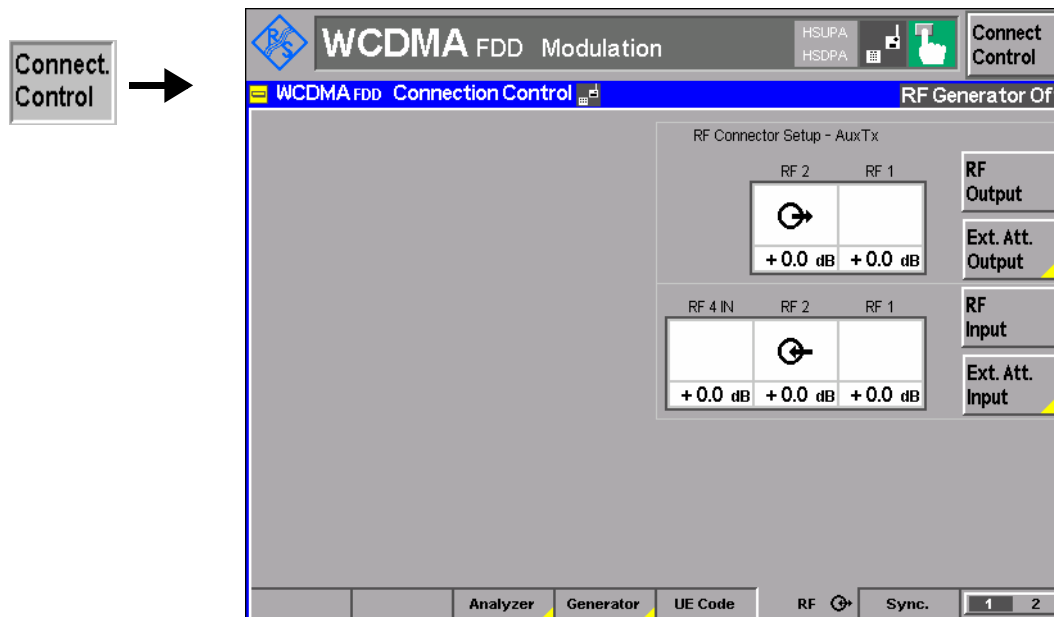 Connect.
Control
R&S
WCDMA FDD Modulation
HSUPA
HSDPA
Connect
Control
WCDMA FDD Connection Control
RF Generator Of
RF Connector Setup - AuxTx
RF 2 RF 1
+ 0.0 dB + 0.0 dB
RF
Output
Ext. Att.
Output
RF 4 IN RF 2 RF 1
+ 0.0 dB + 0.0 dB + 0.0 dB
RF
Input
Ext. Att.
Input
Analyzer Generator UE Code RF Sync. 1 2